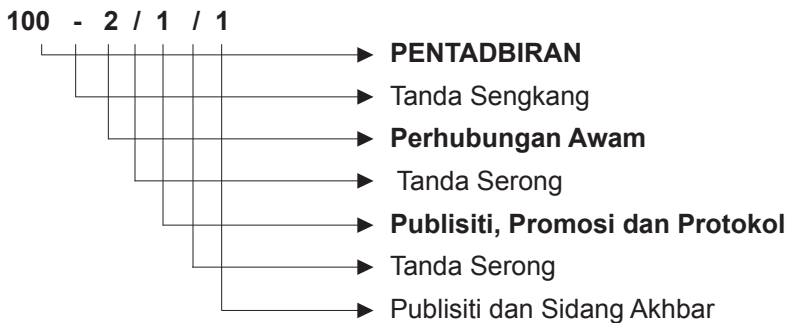 100 - 2 / 1 / 1
PENTADBIRAN
Tanda Sengkang
Perhubungan Awam
Tanda Serong
Publisiti, Promosi dan Protokol
Tanda Serong
Publisiti dan Sidang Akhbar